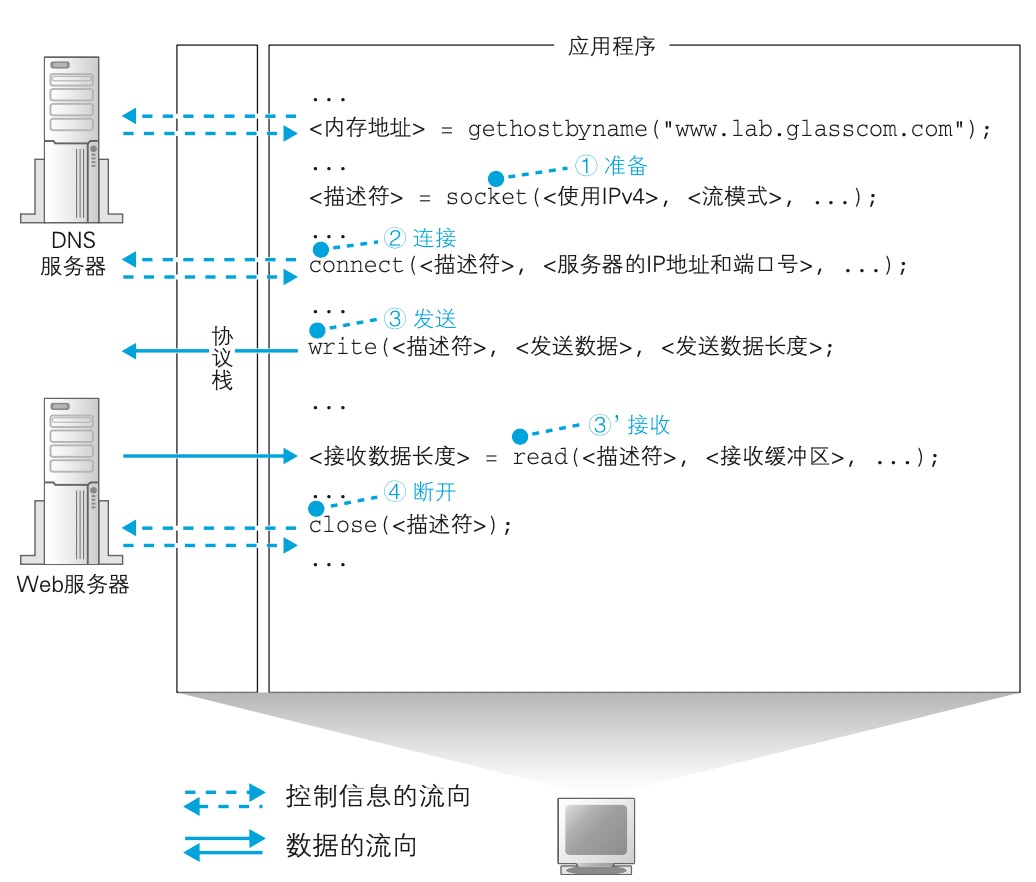 应用程序
...
<内存地址> = gethostbyname("www.lab.glasscom.com");
...
① 准备
<描述符> = socket(<使用IPv4>, <流模式>, ...);
DNS
服务器
...
② 连接
connect(<描述符>, <服务器的IP地址和端口号>, ...);
...
③ 发送
write(<描述符>, <发送数据>, <发送数据长度>;
协
议
栈
...
③' 接收
<接收数据长度> = read(<描述符>, <接收缓冲区>, ...);
...
④ 断开
close(<描述符>);
...
Web服务器
控制信息的流向
数据的流向